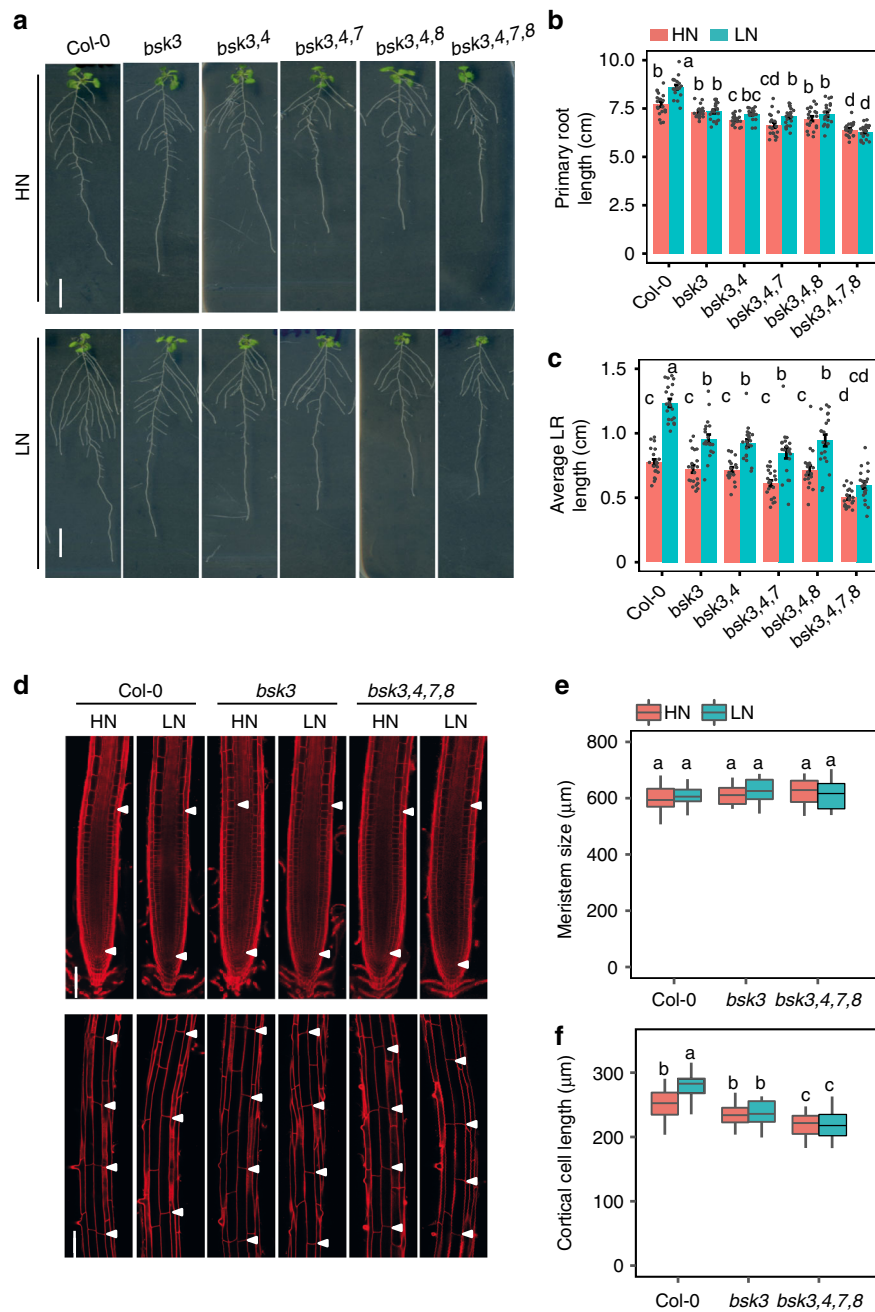 a
Col-0 bsk3 bsk3,4 bsk3,4,7 bsk3,4,8 bsk3,4,7,8
HN
LN
b
HN LN
Primary root
length (cm)
10.0
7.5
5.0
2.5
0
b a b b c bc cd b b b d d
Col-0 bsk3 bsk3,4 bsk3,4,7 bsk3,4,8 bsk3,4,7,8
c
Average LR
length (cm)
1.5
1.0
0.5
0
c a c b c b c b c b d cd
Col-0 bsk3 bsk3,4 bsk3,4,7 bsk3,4,8 bsk3,4,7,8
d
Col-0 bsk3 bsk3,4,7,8
HN LN HN LN HN LN
e
HN LN
Meristem size (μm)
800
600
400
200
0
a a a a a a
Col-0 bsk3 bsk3,4,7,8
f
Cortical cell length (μm)
300
200
100
0
b a b b c c
Col-0 bsk3 bsk3,4,7,8